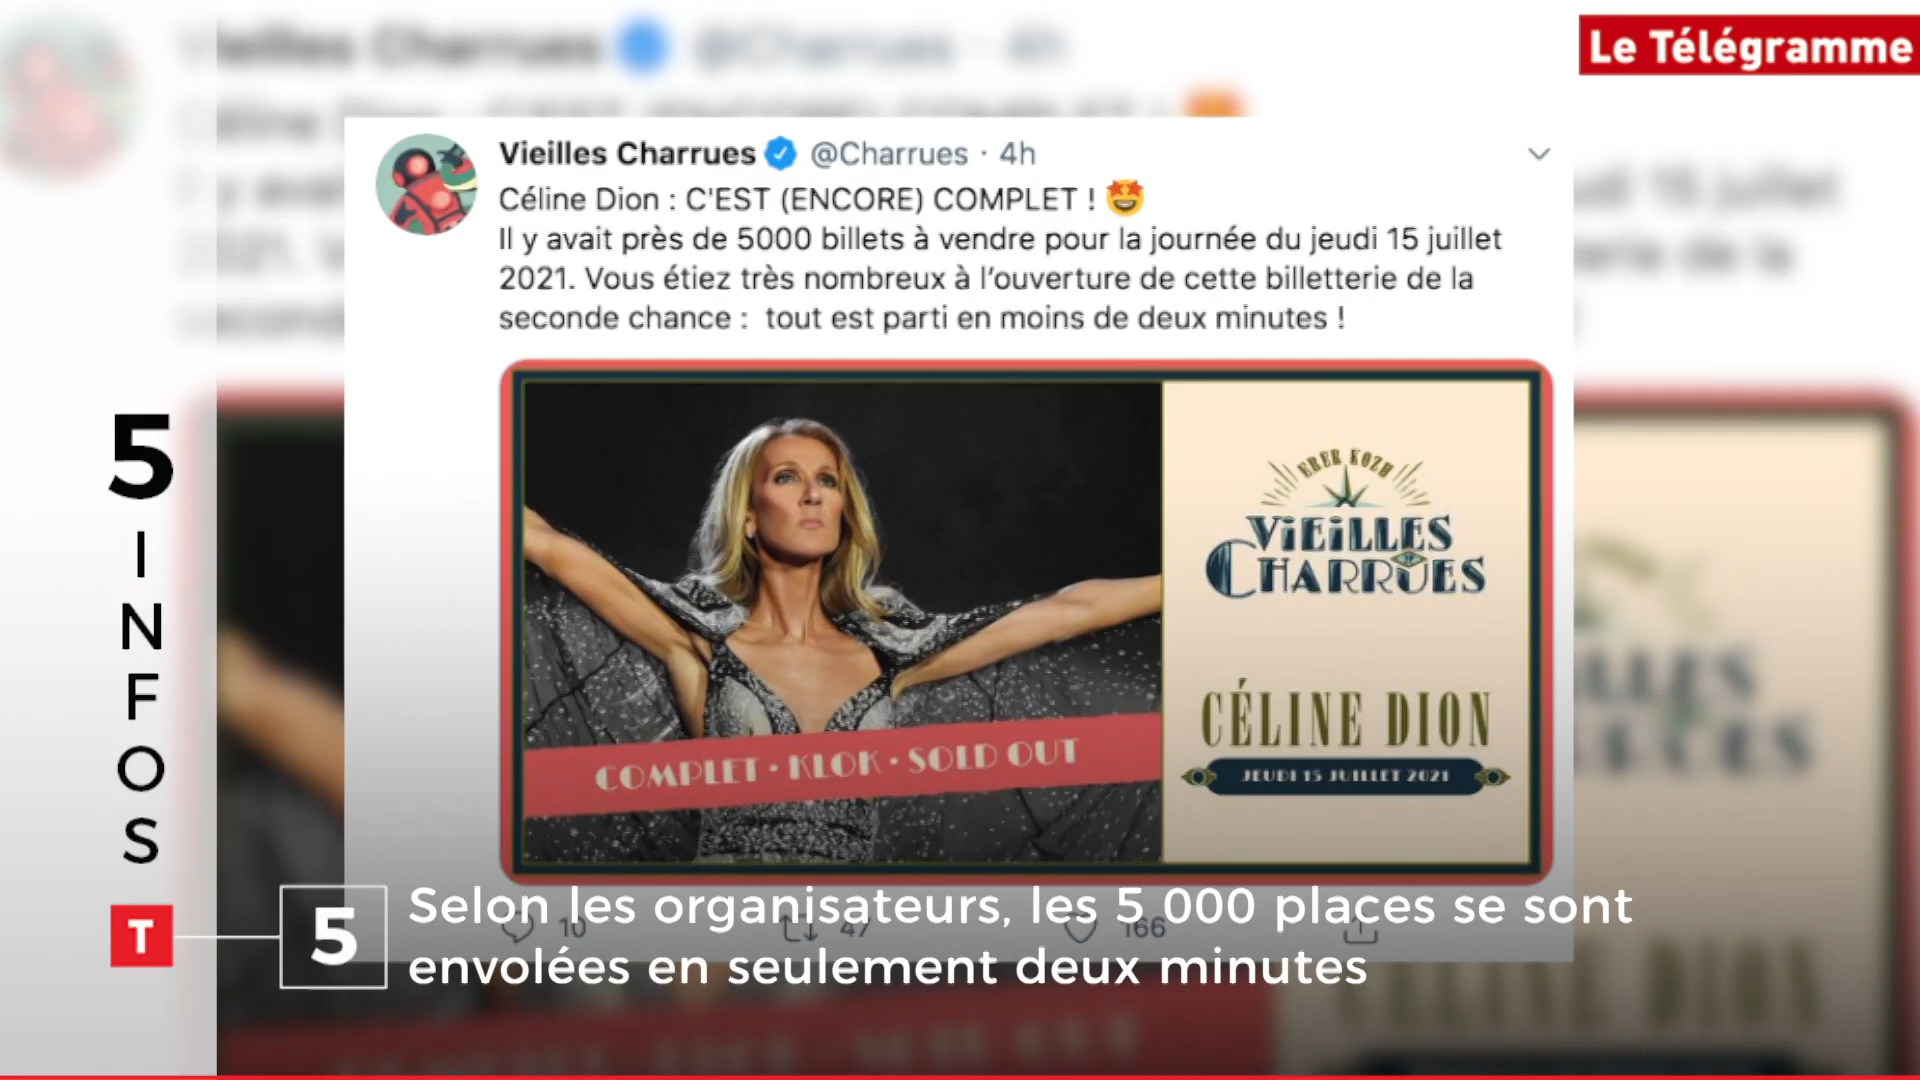 Le Télégramme
Vieilles Charrues @Charrues · 4h
Céline Dion : C'EST (ENCORE) COMPLET ! 🤩
Il y avait près de 5000 billets à vendre pour la journée du jeudi 15 juillet
2021. Vous étiez très nombreux à l'ouverture de cette billetterie de la
seconde chance : tout est parti en moins de deux minutes !
ERER KOZH
VIEILLES
CHARRUES
CÉLINE DION
JEUDI 15 JUILLET 2021
COMPLET • KLOK • SOLD OUT
10 47 166
5
INFOS
T
5
Selon les organisateurs, les 5 000 places se sont
envolées en seulement deux minutes